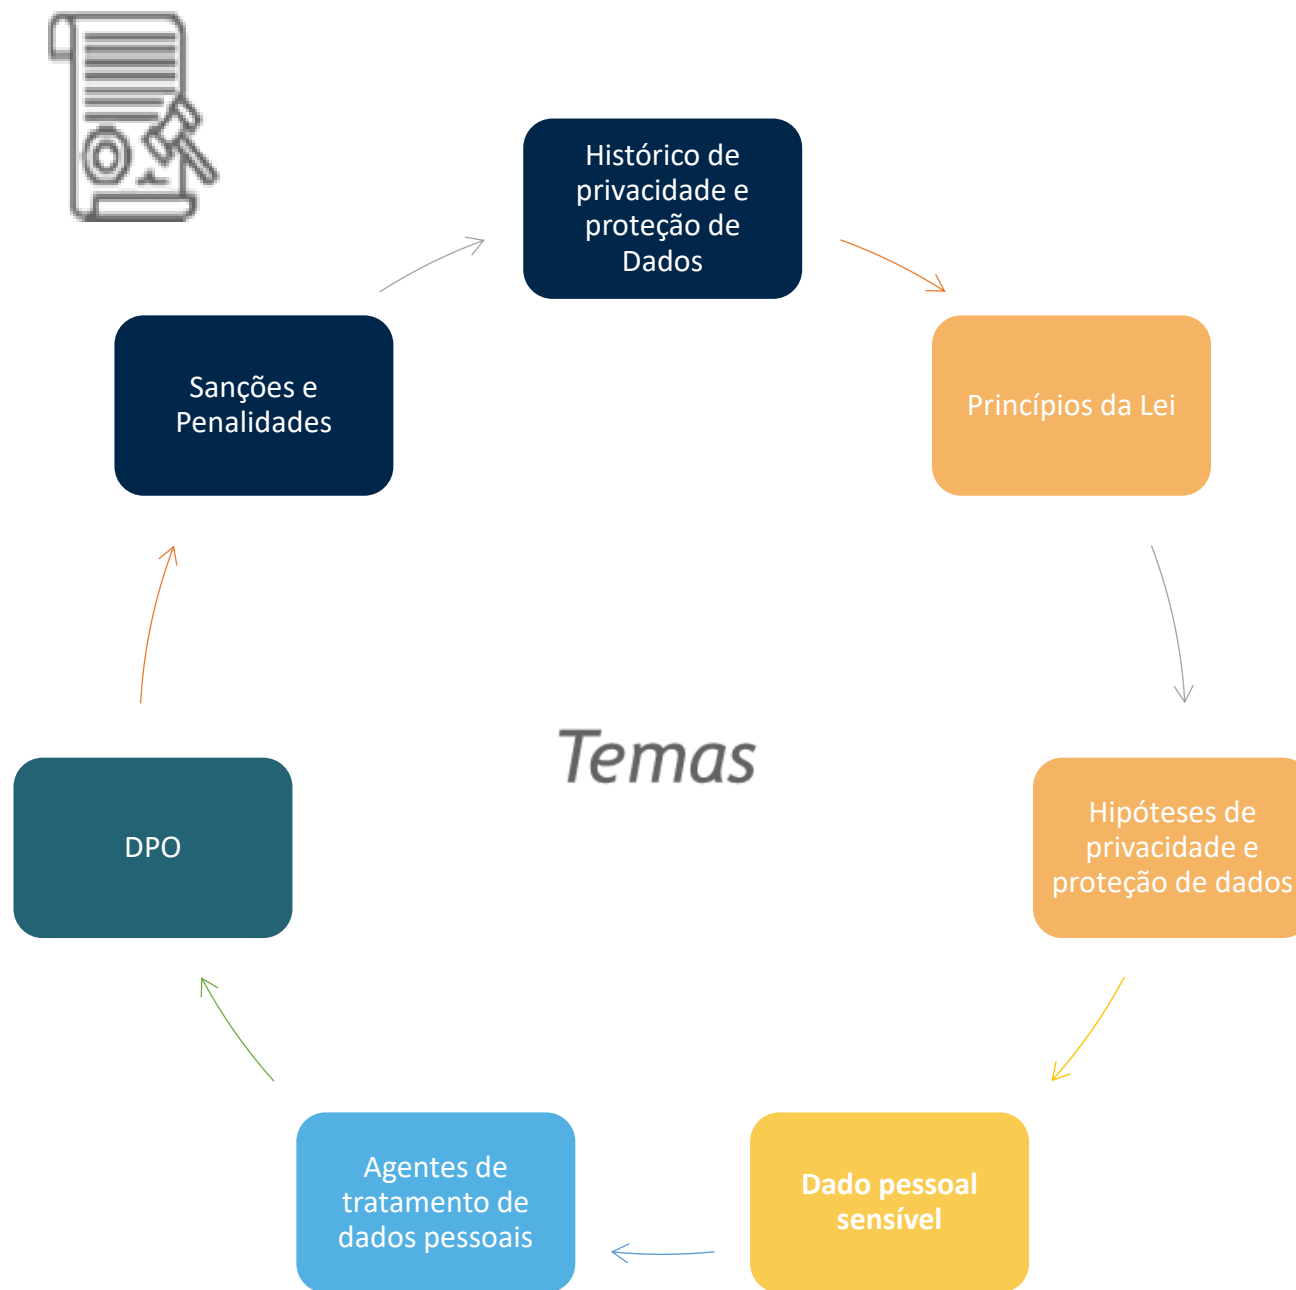 Histórico de
privacidade e
proteção de
Dados
Princípios da Lei
Hipóteses de
privacidade e
proteção de dados
Dado pessoal
sensível
Agentes de
tratamento de
dados pessoais
DPO
Sanções e
Penalidades
Temas